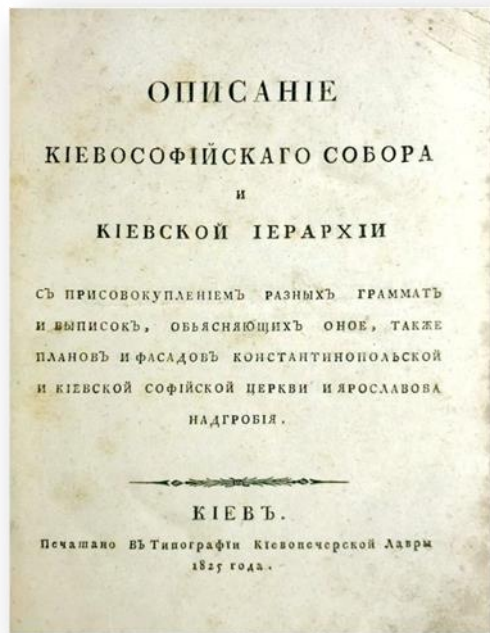 ОПИСАНІЕ
КІЕВОСОФІЙСКАГО СОБОРА
И
КІЕВСКОЙ ІЕРАРХІИ
СЪ ПРИСОВОКУПЛЕНІЕМЪ РАЗНЫХЪ ГРАММАТЪ
И ВЫПИСОКЪ, ОБЬЯСНЯЮЩИХЪ ОНОЕ, ТАКЖЕ
ПЛАНОВЪ И ФАСАДОВЪ КОНСТАНТИНОПОЛЬСКОЙ
И КІЕВСКОЙ СОФІЙСКОЙ ЦЕРКВИ И ЯРОСЛАВОВА
НАДГРОБІЯ.
КІЕВЪ.
Печатано въ Типографіи Кіевопечерской Лавры
1825 года.